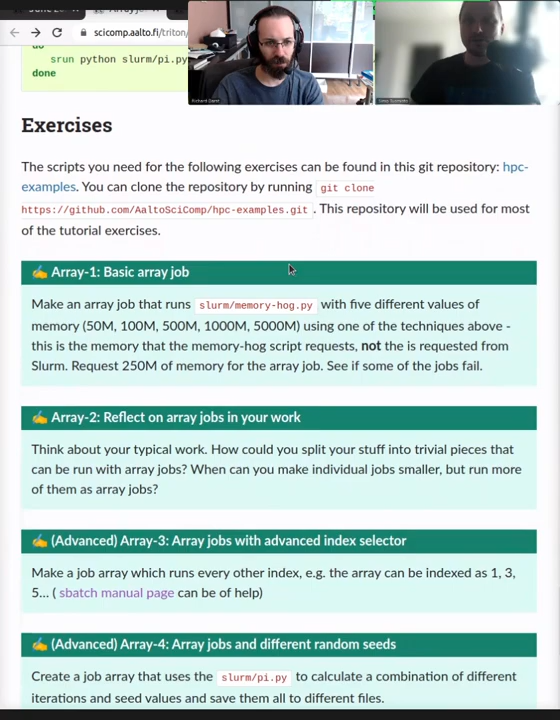 scicomp.aalto.fi/triton/
do
srun python slurm/pi.py
done
Exercises
The scripts you need for the following exercises can be found in this git repository: hpc-
examples. You can clone the repository by running git clone
https://github.com/AaltoSciComp/hpc-examples.git . This repository will be used for most
of the tutorial exercises.
✍ Array-1: Basic array job
Make an array job that runs slurm/memory-hog.py with five different values of
memory (50M, 100M, 500M, 1000M, 5000M) using one of the techniques above -
this is the memory that the memory-hog script requests, not the is requested from
Slurm. Request 250M of memory for the array job. See if some of the jobs fail.
✍ Array-2: Reflect on array jobs in your work
Think about your typical work. How could you split your stuff into trivial pieces that
can be run with array jobs? When can you make individual jobs smaller, but run more
of them as array jobs?
✍ (Advanced) Array-3: Array jobs with advanced index selector
Make a job array which runs every other index, e.g. the array can be indexed as 1, 3,
5... ( sbatch manual page can be of help)
✍ (Advanced) Array-4: Array jobs and different random seeds
Create a job array that uses the slurm/pi.py to calculate a combination of different
iterations and seed values and save them all to different files.